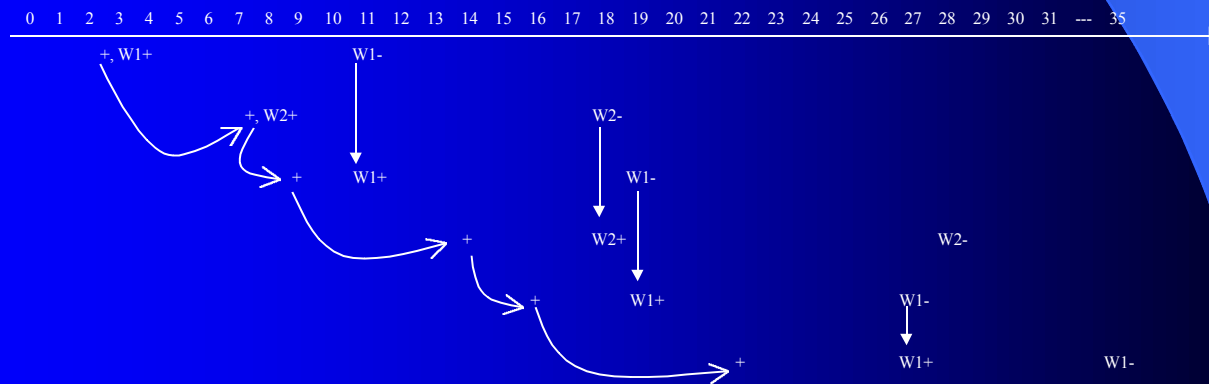 0 1 2 3 4 5 6 7 8 9 10 11 12 13 14 15 16 17 18 19 20 21 22 23 24 25 26 27 28 29 30 31 --- 35
+, W1+ W1-
+, W2+ W2-
+ W1+ W1-
+ W2+ W2-
+ W1+ W1-
+ W1+ W1-